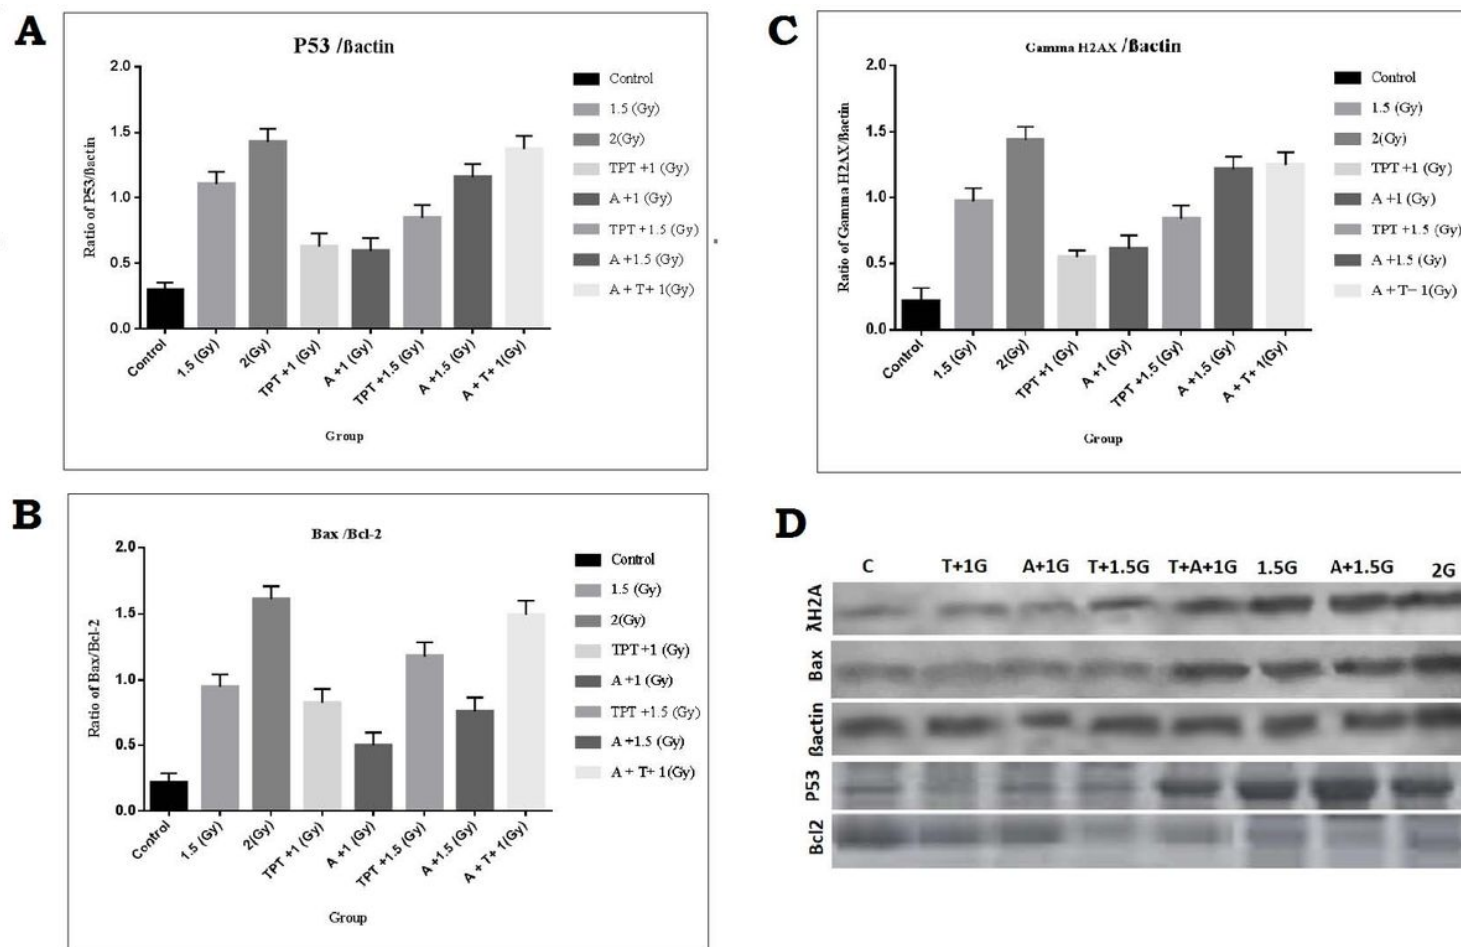 A
P53 /ßactin
Ratio of P53/ßactin
2.0
1.5
1.0
0.5
0.0
Control
1.5 (Gy)
2(Gy)
TPT +1 (Gy)
A +1 (Gy)
TPT +1.5 (Gy)
A +1.5 (Gy)
A + T+ 1(Gy)
Group
Control
1.5 (Gy)
2(Gy)
TPT +1 (Gy)
A +1 (Gy)
TPT +1.5 (Gy)
A +1.5 (Gy)
A + T+ 1(Gy)
B
Bax /Bcl-2
Ratio of Bax/Bcl-2
2.0
1.5
1.0
0.5
0.0
Control
1.5 (Gy)
2(Gy)
TPT +1 (Gy)
A +1 (Gy)
TPT +1.5 (Gy)
A +1.5 (Gy)
A + T+ 1(Gy)
Group
Control
1.5 (Gy)
2(Gy)
TPT +1 (Gy)
A +1 (Gy)
TPT +1.5 (Gy)
A +1.5 (Gy)
A + T+ 1(Gy)
C
Gamma H2AX /ßactin
Ratio of Gamma H2AX/ßactin
2.0
1.5
1.0
0.5
0.0
Control
1.5 (Gy)
2(Gy)
TPT +1 (Gy)
A +1 (Gy)
TPT +1.5 (Gy)
A +1.5 (Gy)
A + T+ 1(Gy)
Group
Control
1.5 (Gy)
2(Gy)
TPT +1 (Gy)
A +1 (Gy)
TPT +1.5 (Gy)
A +1.5 (Gy)
A + T− 1(Gy)
D
C T+1G A+1G T+1.5G T+A+1G 1.5G A+1.5G 2G
λH2A
Bax
ßactin
P53
Bcl2